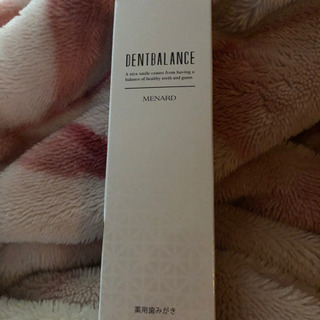 DENTBALANCE
A nice smile comes from having a
balance of healthy teeth and gums.
MENARD
薬用歯みがき